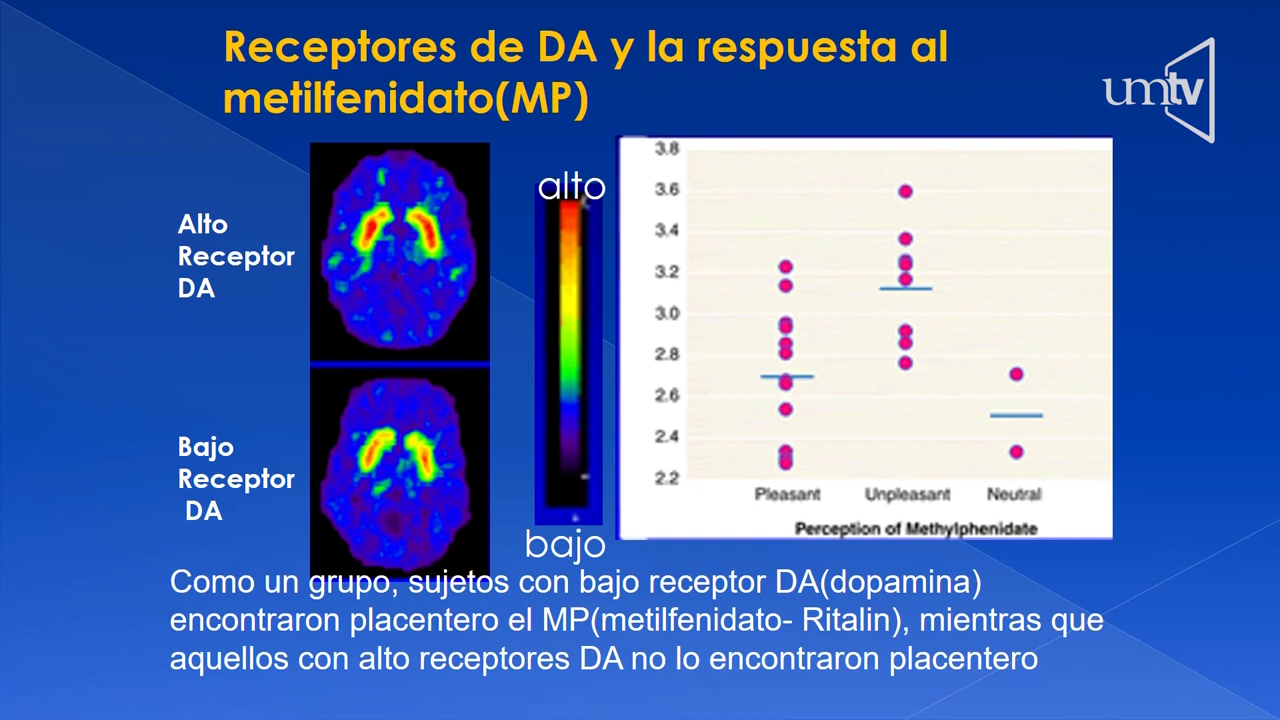 Receptores de DA y la respuesta al
metilfenidato(MP)
umtv
Alto
Receptor
DA
Bajo
Receptor
DA
alto
bajo
3.8
3.6
3.4
3.2
3.0
2.8
2.6
2.4
2.2
Pleasant Unpleasant Neutral
Perception of Methylphenidate
Como un grupo, sujetos con bajo receptor DA(dopamina)
encontraron placentero el MP(metilfenidato- Ritalin), mientras que
aquellos con alto receptores DA no lo encontraron placentero